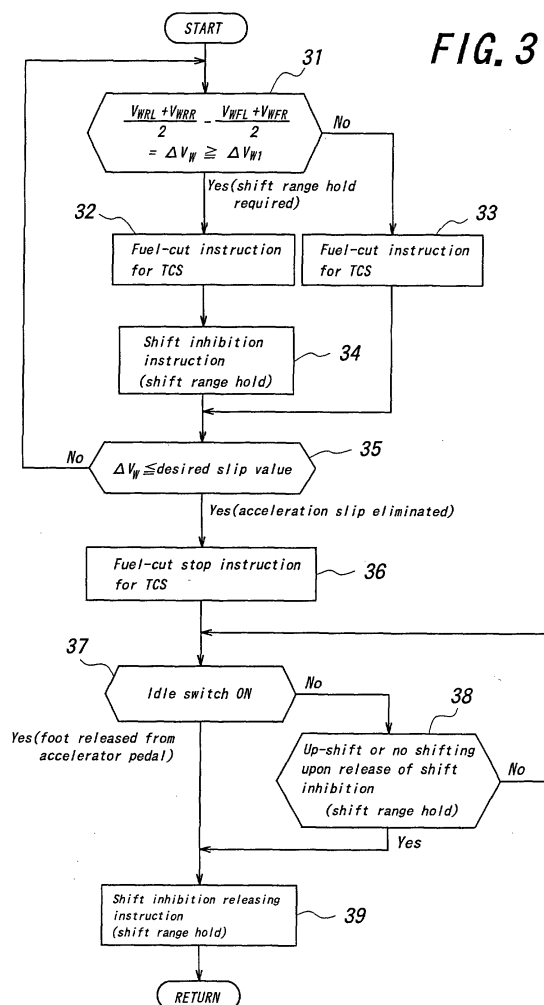 START
FIG. 3
31
V_WRL + V_WRR / 2 - V_WFL + V_WFR / 2
= ΔV_W ≧ ΔV_W1
No
Yes(shift range hold
required)
32
33
Fuel-cut instruction
for TCS
Fuel-cut instruction
for TCS
Shift inhibition
instruction
(shift range hold)
34
No
ΔV_W ≦desired slip value
35
Yes(acceleration slip eliminated)
Fuel-cut stop instruction
for TCS
36
37
Idle switch ON
No
38
Yes(foot released from
accelerator pedal)
Up-shift or no shifting
upon release of shift
inhibition
(shift range hold)
No
Yes
Shift inhibition releasing
instruction
(shift range hold)
39
RETURN